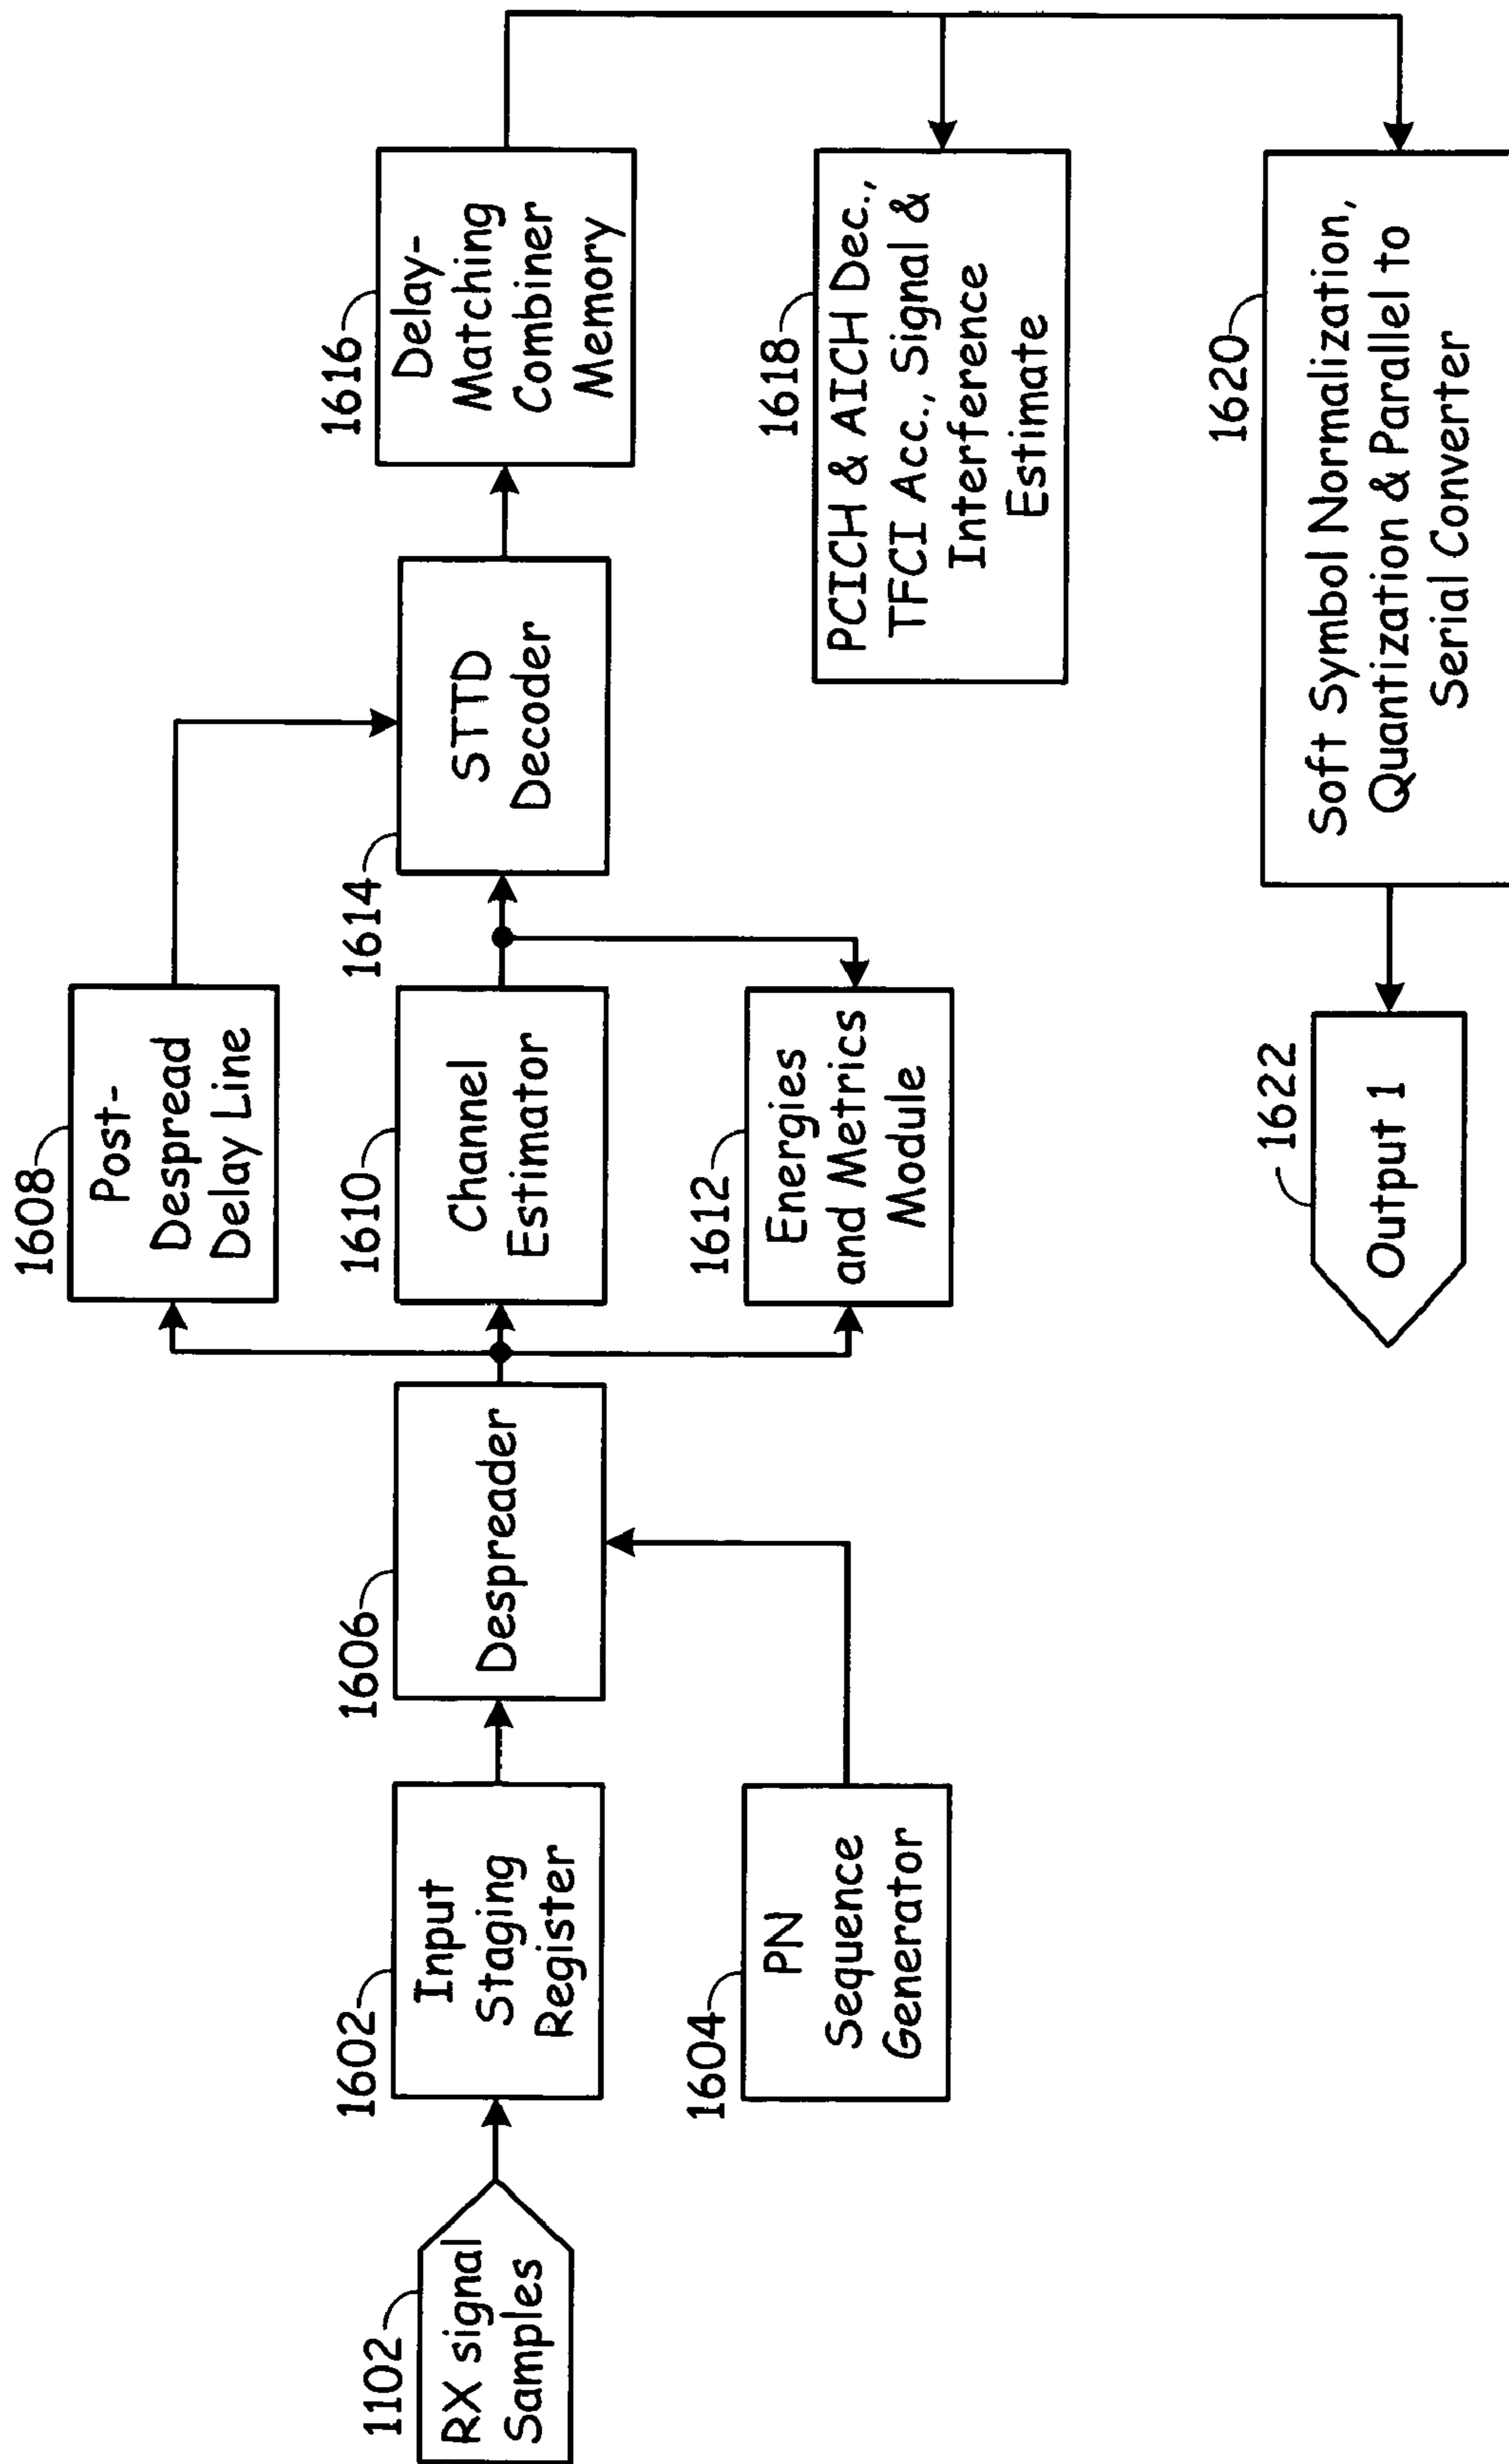 1102
RX signal
Samples
1602
Input
Staging
Register
1604
PN
Sequence
Generator
1606
Despreader
1608
Post-
Despread
Delay Line
1610
Channel
Estimator
1612
Energies
and Metrics
Module
1614
STTD
Decoder
1616
Delay-
Matching
Combiner
Memory
1618
PCICH & AICH Dec.,
TFCI Acc., Signal &
Interference
Estimate
1620
Soft Symbol Normalization,
Quantization & Parallel to
Serial Converter
1622
Output 1